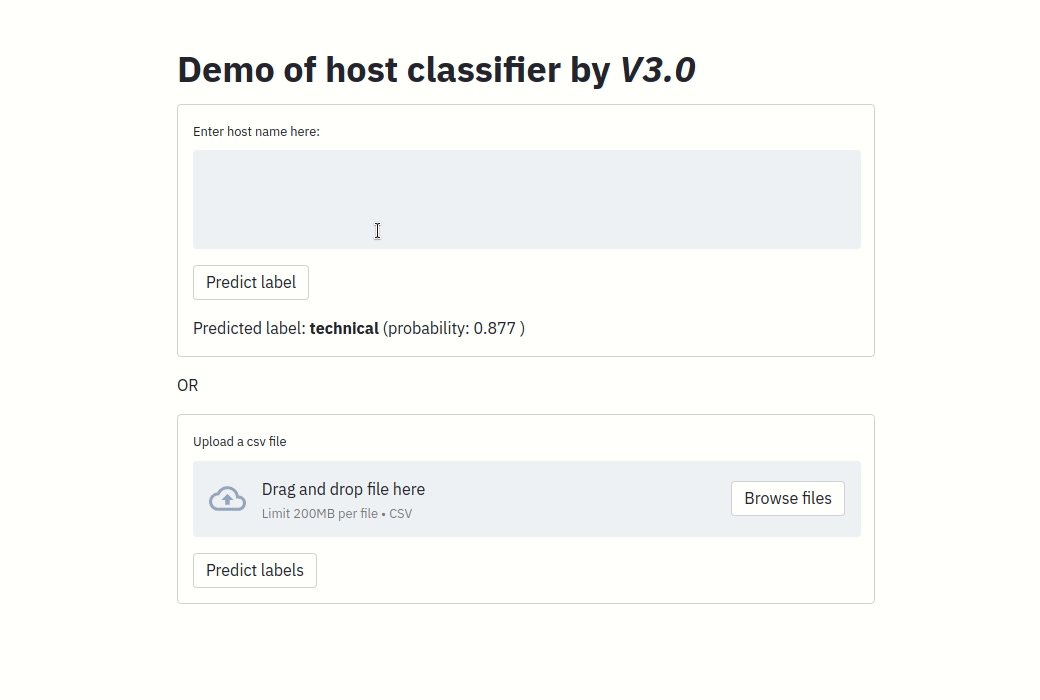 Demo of host classifier by V3.0
Enter host name here:
Predict label
Predicted label: technical (probability: 0.877 )
OR
Upload a csv file
Drag and drop file here
Limit 200MB per file • CSV
Browse files
Predict labels